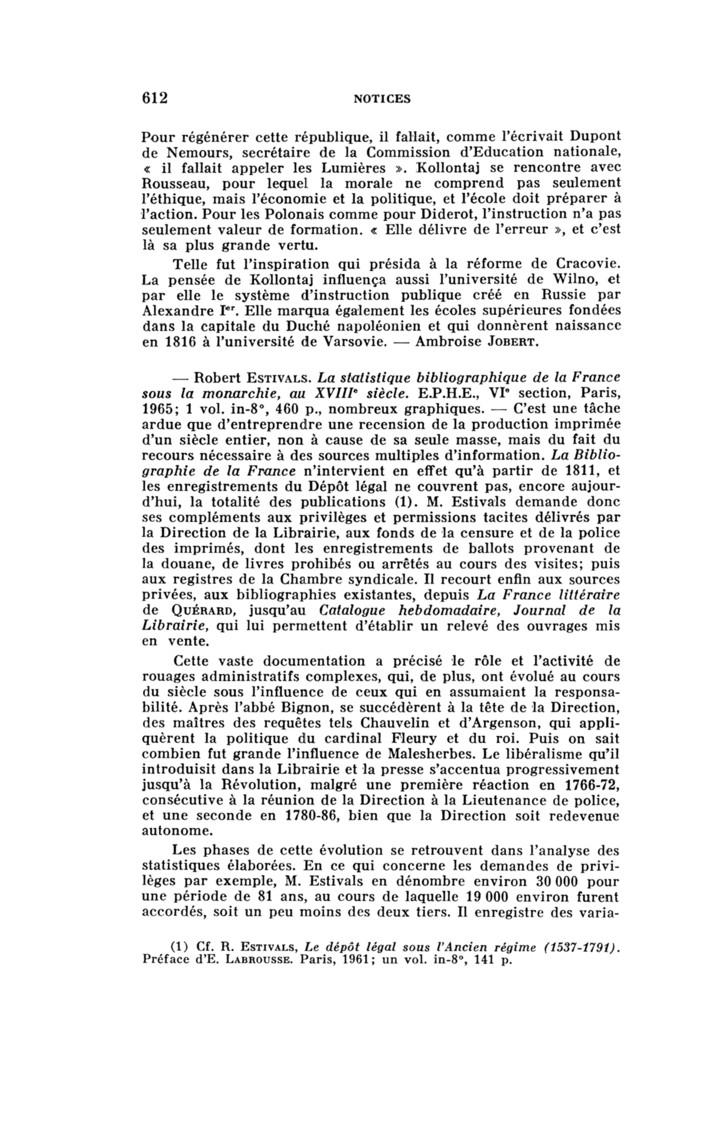 612 NOTICES
Pour régénérer cette république, il fallait, comme l'écrivait Dupont
de Nemours, secrétaire de la Commission d'Education nationale,
« il fallait appeler les Lumières ». Kollontaj se rencontre avec
Rousseau, pour lequel la morale ne comprend pas seulement
l'éthique, mais l'économie et la politique, et l'école doit préparer à
l'action. Pour les Polonais comme pour Diderot, l'instruction n'a pas
seulement valeur de formation. « Elle délivre de l'erreur », et c'est
là sa plus grande vertu.
Telle fut l'inspiration qui présida à la réforme de Cracovie.
La pensée de Kollontaj influença aussi l'université de Wilno, et
par elle le système d'instruction publique créé en Russie par
Alexandre Ier. Elle marqua également les écoles supérieures fondées
dans la capitale du Duché napoléonien et qui donnèrent naissance
en 1816 à l'université de Varsovie. — Ambroise JOBERT.
— Robert ESTIVALS. La statistique bibliographique de la France
sous la monarchie, au XVIIIe siècle. E.P.H.E., VIe section, Paris,
1965; 1 vol. in-8°, 460 p., nombreux graphiques. — C'est une tâche
ardue que d'entreprendre une recension de la production imprimée
d'un siècle entier, non à cause de sa seule masse, mais du fait du
recours nécessaire à des sources multiples d'information. La Biblio-
graphie de la France n'intervient en effet qu'à partir de 1811, et
les enregistrements du Dépôt légal ne couvrent pas, encore aujour-
d'hui, la totalité des publications (1). M. Estivals demande donc
ses compléments aux privilèges et permissions tacites délivrés par
la Direction de la Librairie, aux fonds de la censure et de la police
des imprimés, dont les enregistrements de ballots provenant de
la douane, de livres prohibés ou arrêtés au cours des visites; puis
aux registres de la Chambre syndicale. Il recourt enfin aux sources
privées, aux bibliographies existantes, depuis La France littéraire
de QUÉRARD, jusqu'au Catalogue hebdomadaire, Journal de la
Librairie, qui lui permettent d'établir un relevé des ouvrages mis
en vente.
Cette vaste documentation a précisé le rôle et l'activité de
rouages administratifs complexes, qui, de plus, ont évolué au cours
du siècle sous l'influence de ceux qui en assumaient la responsa-
bilité. Après l'abbé Bignon, se succédèrent à la tête de la Direction,
des maîtres des requêtes tels Chauvelin et d'Argenson, qui appli-
quèrent la politique du cardinal Fleury et du roi. Puis on sait
combien fut grande l'influence de Malesherbes. Le libéralisme qu'il
introduisit dans la Librairie et la presse s'accentua progressivement
jusqu'à la Révolution, malgré une première réaction en 1766-72,
consécutive à la réunion de la Direction à la Lieutenance de police,
et une seconde en 1780-86, bien que la Direction soit redevenue
autonome.
Les phases de cette évolution se retrouvent dans l'analyse des
statistiques élaborées. En ce qui concerne les demandes de privi-
lèges par exemple, M. Estivals en dénombre environ 30 000 pour
une période de 81 ans, au cours de laquelle 19 000 environ furent
accordés, soit un peu moins des deux tiers. Il enregistre des varia-
(1) Cf. R. ESTIVALS, Le dépôt légal sous l'Ancien régime (1537-1791).
Préface d'E. LABROUSSE. Paris, 1961; un vol. in-8°, 141 p.